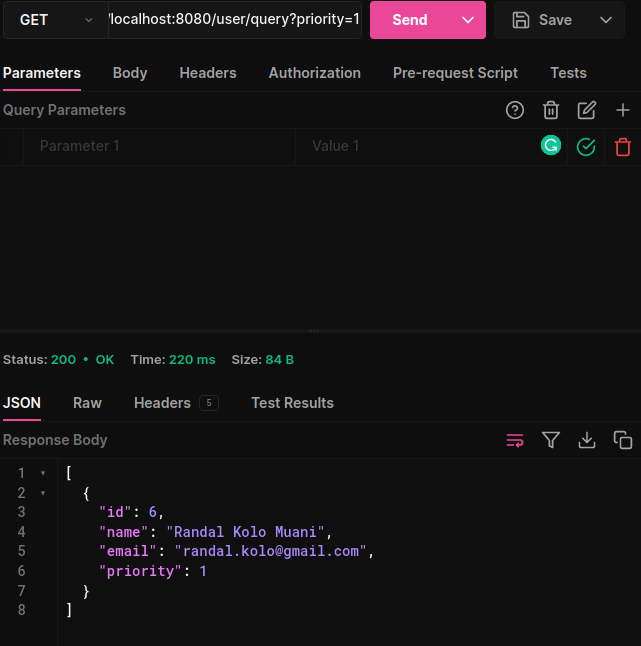 GET /localhost:8080/user/query?priority=1 Send Save
Parameters Body Headers Authorization Pre-request Script Tests
Query Parameters
Parameter 1 Value 1
Status: 200 • OK Time: 220 ms Size: 84 B
JSON Raw Headers 5 Test Results
Response Body
1 [
2 {
3 "id": 6,
4 "name": "Randal Kolo Muani",
5 "email": "randal.kolo@gmail.com",
6 "priority": 1
7 }
8 ]